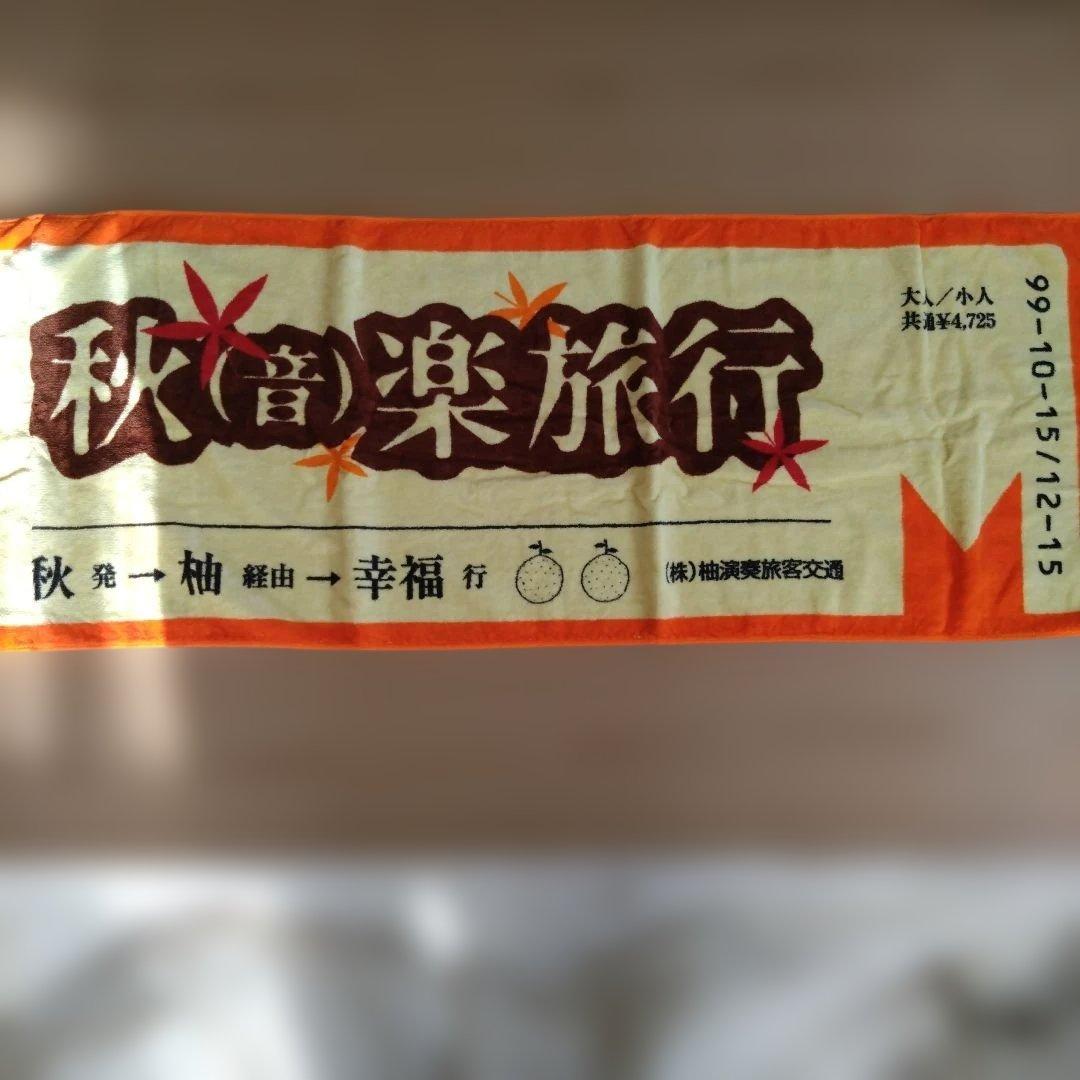 秋(音)楽旅行
大人／小人
共通¥4,725
99-10-15/12-15
秋 発→柚 経由→幸福 行
(株)柚演奏旅客交通